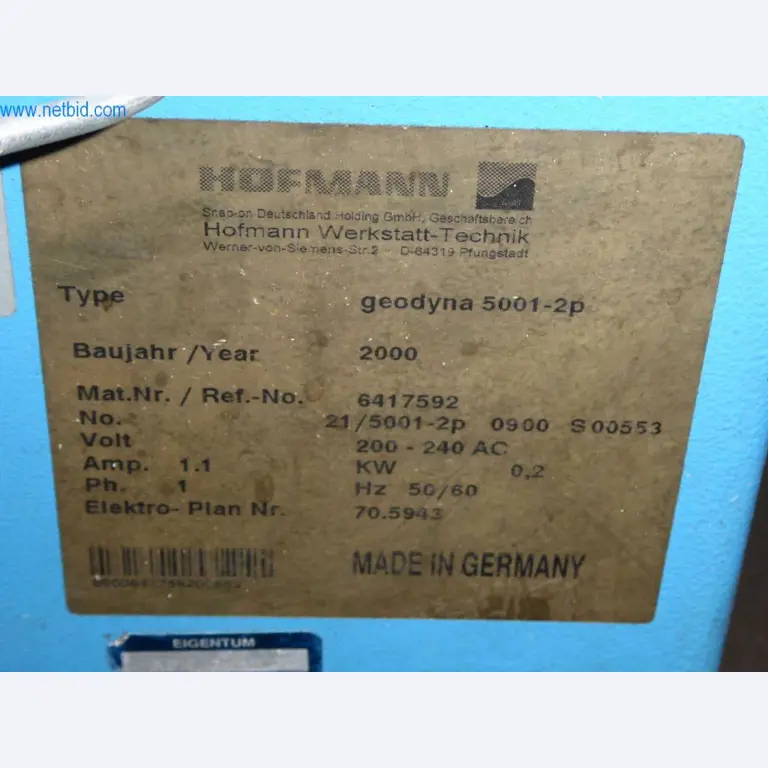 www.netbid.com
HOFMANN
Snap-on Deutschland Holding GmbH, Geschäftsbereich
Hofmann Werkstatt-Technik
Werner-von-Siemens-Str.2 - D-64319 Pfungstadt
Type geodyna 5001-2p
Baujahr /Year 2000
Mat.Nr. / Ref.-No. 6417592
No. 21/5001-2p 0900 S00553
Volt 200 - 240 AC
Amp. 1.1 KW 0,2
Ph. 1 Hz 50/60
Elektro- Plan Nr. 70.5943
MADE IN GERMANY
EIGENTUM